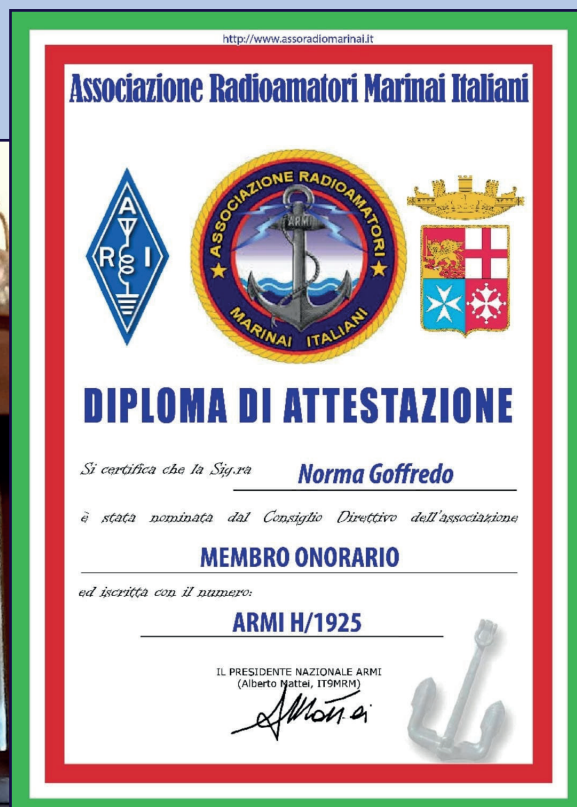 http://www.assoradiomarinai.it
Associazione Radioamatori Marinai Italiani
A
R I
ASSOCIAZIONE RADIOAMATORI
ARMI
MARINAI ITALIANI
DIPLOMA DI ATTESTAZIONE
Si certifica che la Sig.ra Norma Goffredo
è stata nominata dal Consiglio Direttivo dell'associazione
MEMBRO ONORARIO
ed iscritta con il numero:
ARMI H/1925
IL PRESIDENTE NAZIONALE ARMI
(Alberto Mattei, IT9MRM)